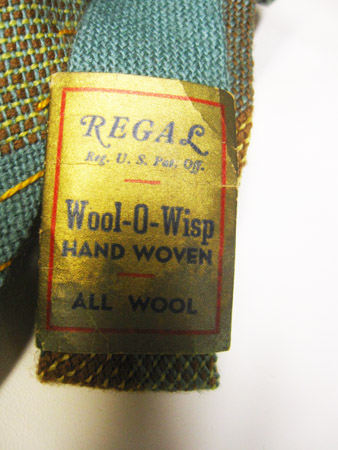 REGAL
Reg. U. S. Pat. Off.
Wool-O-Wisp
HAND WOVEN
ALL WOOL